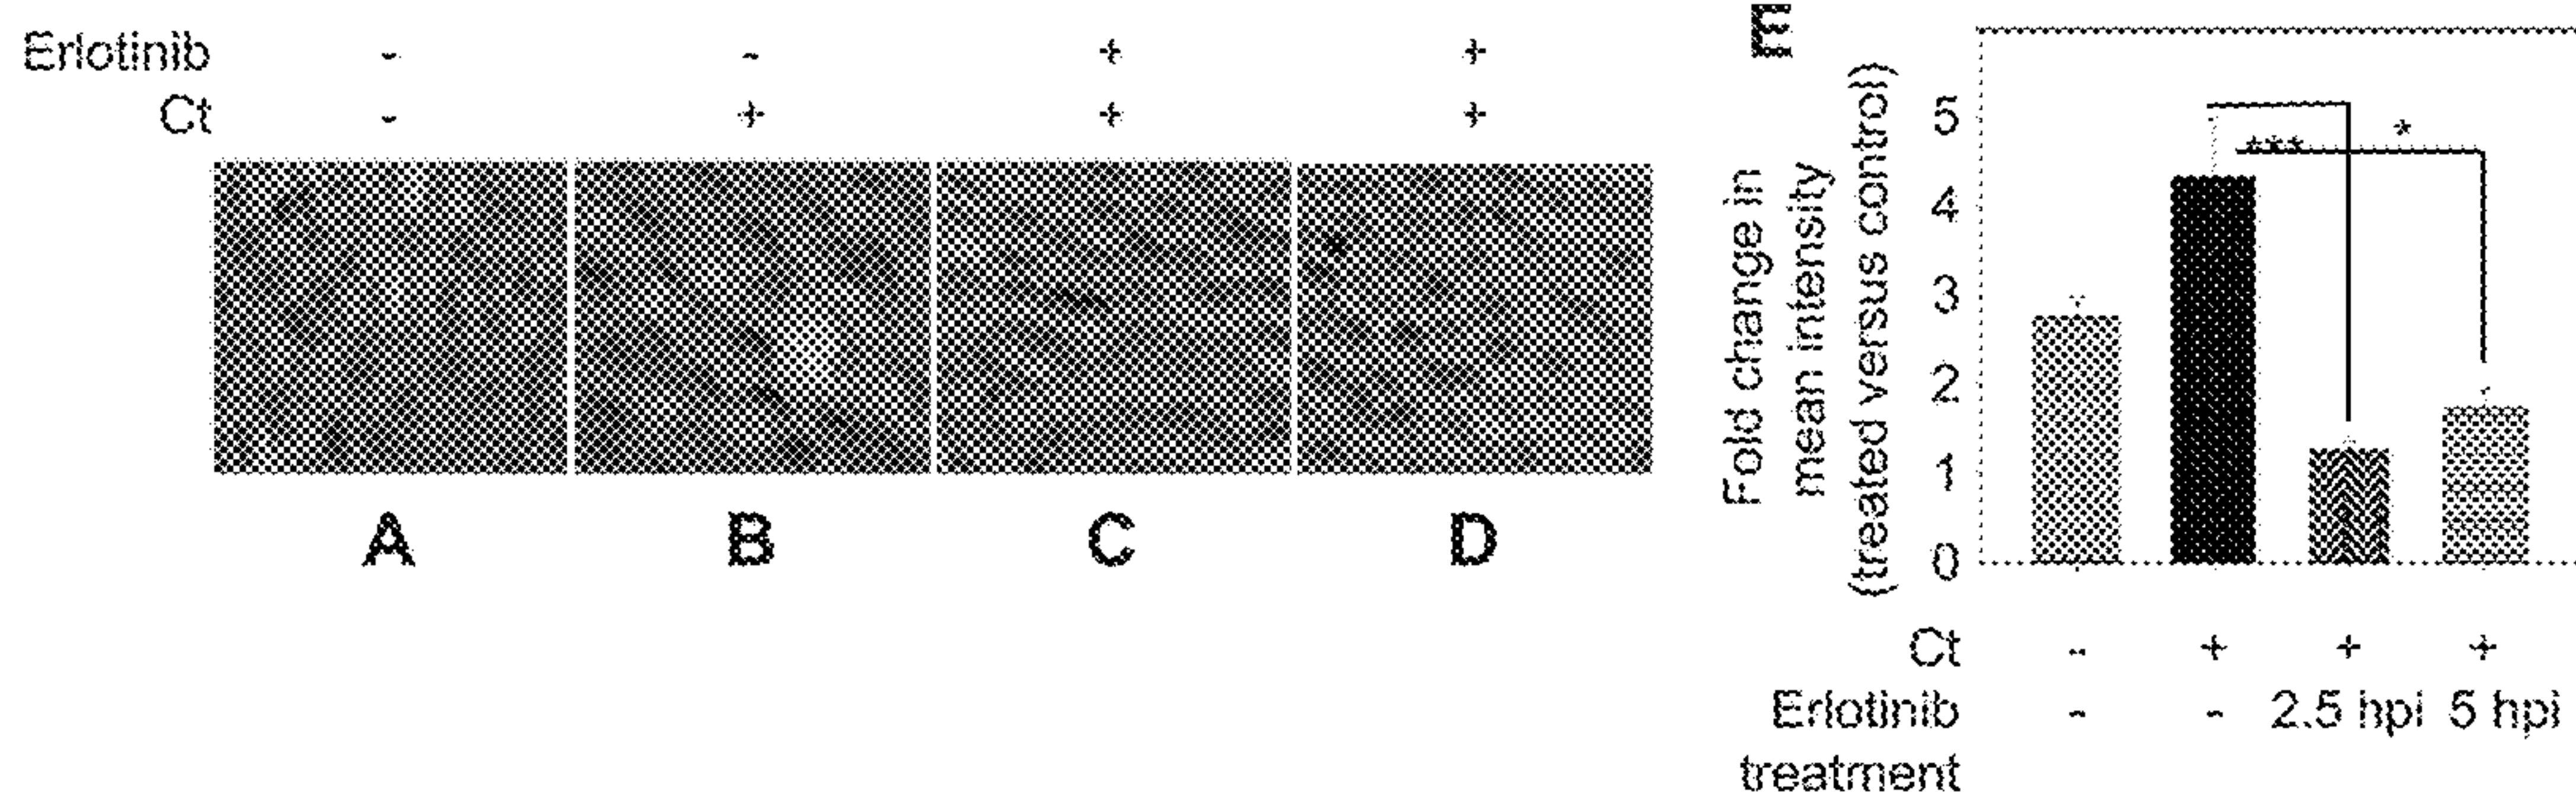 Erlotinib - - + +
Ct - + + +
A B C D
E
Fold change in
mean intensity
(treated versus control)
5
4
3
2
1
0
*** *
Ct - + + +
Erlotinib - - 2.5 hpi 5 hpi
treatment